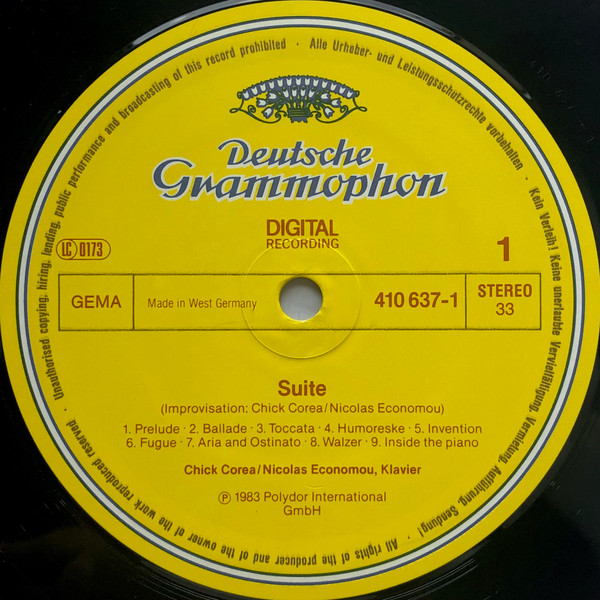 Deutsche
Grammophon
DIGITAL
RECORDING
LC 0173
1
GEMA
Made in West Germany
410 637-1
STEREO
33
Suite
(Improvisation: Chick Corea/Nicolas Economou)
1. Prelude · 2. Ballade · 3. Toccata · 4. Humoreske · 5. Invention
6. Fugue · 7. Aria and Ostinato · 8. Walzer · 9. Inside the piano
Chick Corea/Nicolas Economou, Klavier
℗ 1983 Polydor International
GmbH
Alle Urheber- und Leistungsschutzrechte vorbehalten · Kein Verleih! Keine unerlaubte Vervielfältigung, Vermietung, Aufführung, Sendung! · All rights of the producer and of the owner of the work reproduced reserved · Unauthorised copying, hiring, lending, public performance and broadcasting of this record prohibited ·